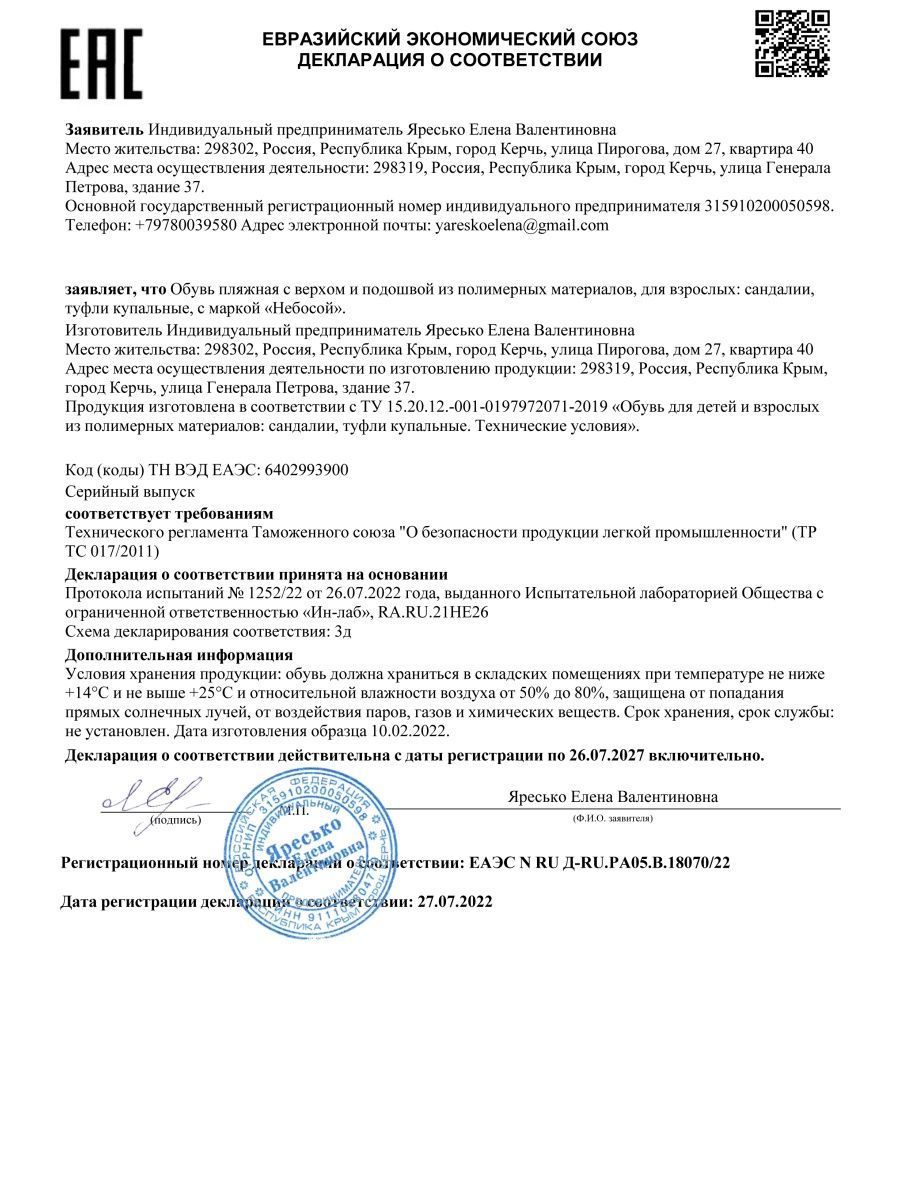 ЕАС
ЕВРАЗИЙСКИЙ ЭКОНОМИЧЕСКИЙ СОЮЗ
ДЕКЛАРАЦИЯ О СООТВЕТСТВИИ
Заявитель Индивидуальный предприниматель Яресько Елена Валентиновна
Место жительства: 298302, Россия, Республика Крым, город Керчь, улица Пирогова, дом 27, квартира 40
Адрес места осуществления деятельности: 298319, Россия, Республика Крым, город Керчь, улица Генерала
Петрова, здание 37.
Основной государственный регистрационный номер индивидуального предпринимателя 315910200050598.
Телефон: +79780039580 Адрес электронной почты: yareskoelena@gmail.com
заявляет, что Обувь пляжная с верхом и подошвой из полимерных материалов, для взрослых: сандалии,
туфли купальные, с маркой «Небосой».
Изготовитель Индивидуальный предприниматель Яресько Елена Валентиновна
Место жительства: 298302, Россия, Республика Крым, город Керчь, улица Пирогова, дом 27, квартира 40
Адрес места осуществления деятельности по изготовлению продукции: 298319, Россия, Республика Крым,
город Керчь, улица Генерала Петрова, здание 37.
Продукция изготовлена в соответствии с ТУ 15.20.12.-001-0197972071-2019 «Обувь для детей и взрослых
из полимерных материалов: сандалии, туфли купальные. Технические условия».
Код (коды) ТН ВЭД ЕАЭС: 6402993900
Серийный выпуск
соответствует требованиям
Технического регламента Таможенного союза "О безопасности продукции легкой промышленности" (ТР
ТС 017/2011)
Декларация о соответствии принята на основании
Протокола испытаний № 1252/22 от 26.07.2022 года, выданного Испытательной лабораторией Общества с
ограниченной ответственностью «Ин-лаб», RA.RU.21НЕ26
Схема декларирования соответствия: 3д
Дополнительная информация
Условия хранения продукции: обувь должна храниться в складских помещениях при температуре не ниже
+14°С и не выше +25°С и относительной влажности воздуха от 50% до 80%, защищена от попадания
прямых солнечных лучей, от воздействия паров, газов и химических веществ. Срок хранения, срок службы:
не установлен. Дата изготовления образца 10.02.2022.
Декларация о соответствии действительна с даты регистрации по 26.07.2027 включительно.
Яресько Елена Валентиновна
(подпись)
М.П.
(Ф.И.О. заявителя)
РОССИЙСКАЯ ФЕДЕРАЦИЯ
ОГРНИП 315910200050598
ИНДИВИДУАЛЬНЫЙ
Яресько
Елена
Валентиновна
ПРЕДПРИНИМАТЕЛЬ
РЕСПУБЛИКА КРЫМ ГОРОД КЕРЧЬ
Регистрационный номер декларации о соответствии: ЕАЭС N RU Д-RU.РА05.В.18070/22
Дата регистрации декларации о соответствии: 27.07.2022